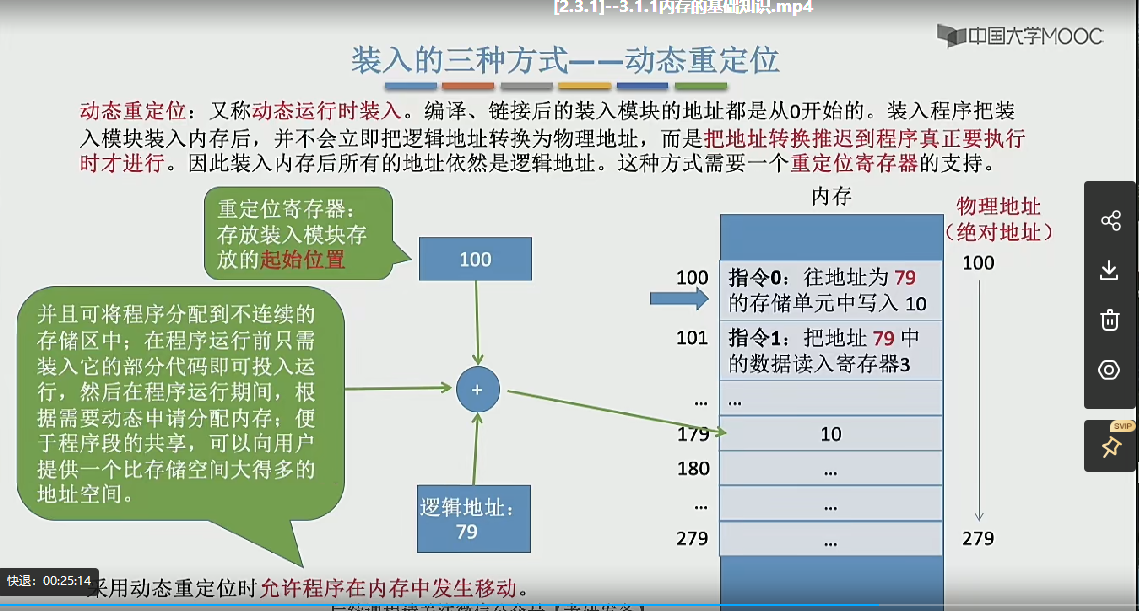 [2.3.1]--3.1.1内存的基础知识.mp4
中国大学MOOC
装入的三种方式——动态重定位
动态重定位：又称动态运行时装入。编译、链接后的装入模块的地址都是从0开始的。装入程序把装
入模块装入内存后，并不会立即把逻辑地址转换为物理地址，而是把地址转换推迟到程序真正要执行
时才进行。因此装入内存后所有的地址依然是逻辑地址。这种方式需要一个重定位寄存器的支持。
重定位寄存器：
存放装入模块存
放的起始位置
100
内存
物理地址
（绝对地址）
100
100
指令0：往地址为 79
的存储单元中写入 10
101
指令1：把地址 79 中
的数据读入寄存器3
...
...
179
10
180
...
...
...
279
...
279
并且可将程序分配到不连续的
存储区中；在程序运行前只需
装入它的部分代码即可投入运
行，然后在程序运行期间，根
据需要动态申请分配内存；便
于程序段的共享，可以向用户
提供一个比存储空间大得多的
地址空间。
+
逻辑地址：
79
SVIP
快退：00:25:14
采用动态重定位时允许程序在内存中发生移动。